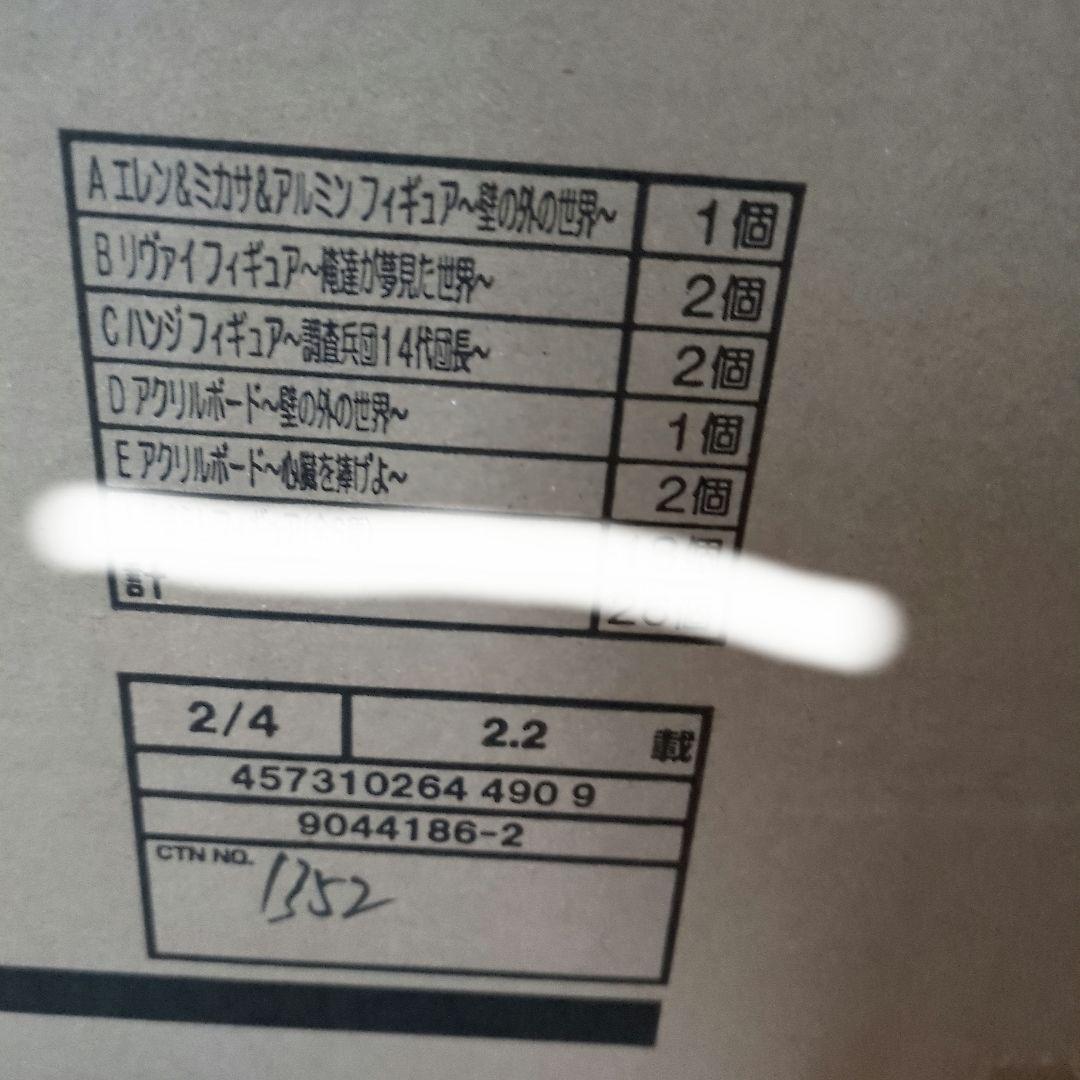 A エレン&ミカサ&アルミン フィギュア~壁の外の世界~ 1個
B リヴァイ フィギュア~俺達が夢見た世界~ 2個
C ハンジ フィギュア~調査兵団14代団長~ 2個
D アクリルボード~壁の外の世界~ 1個
E アクリルボード~心臓を捧げよ~ 2個
計
2/4 2.2 載
457310264 490 9
9044186-2
CTN NO. 1352